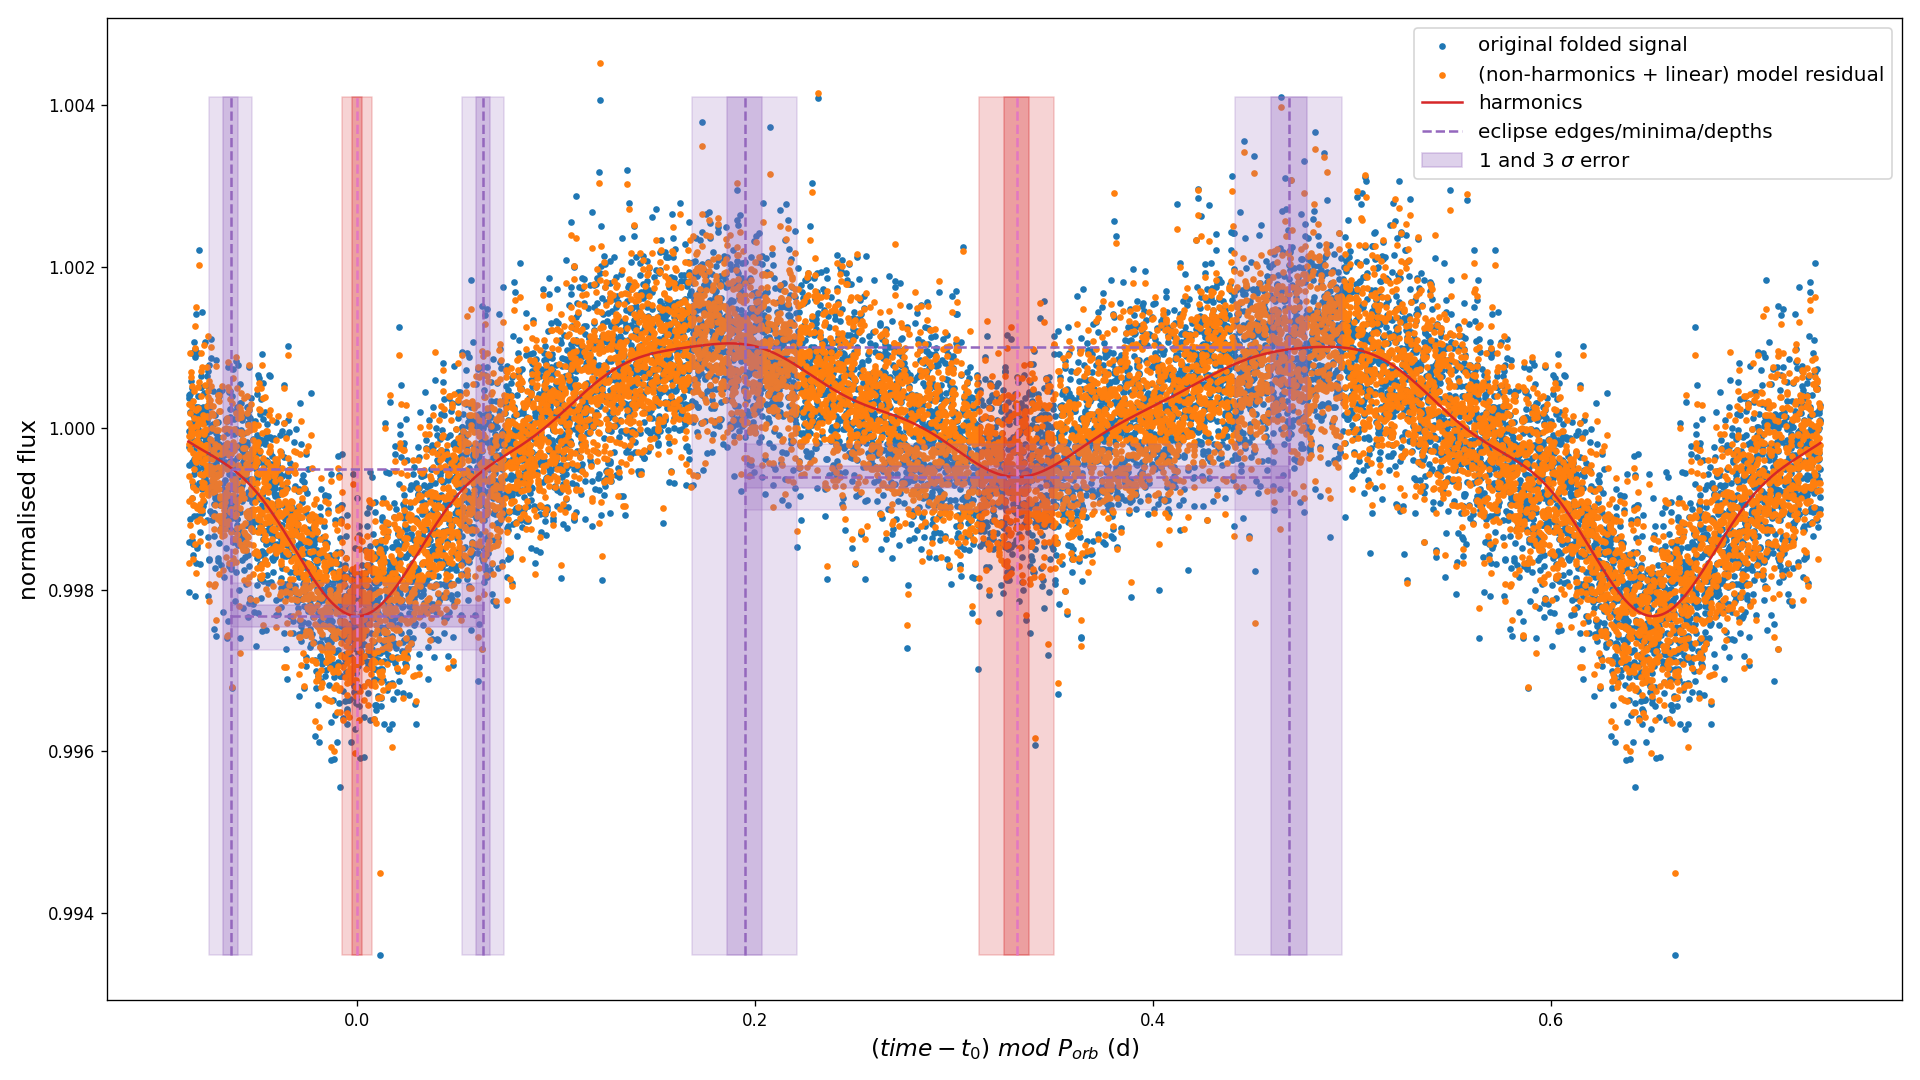 original folded signal
(non-harmonics + linear) model residual
harmonics
eclipse edges/minima/depths
1 and 3 σ error
normalised flux
1.004
1.002
1.000
0.998
0.996
0.994
0.0
0.2
0.4
0.6
(time − t₀) mod Pₒᵣb (d)